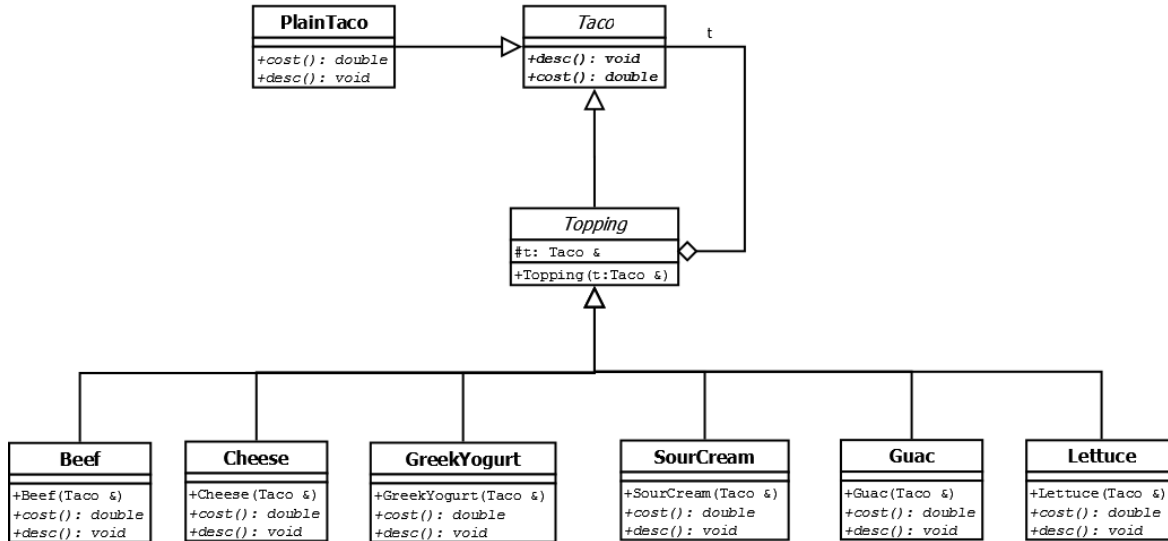 PlainTaco
+cost(): double
+desc(): void
Taco
+desc(): void
+cost(): double
t
Topping
#t: Taco &
+Topping(t:Taco &)
Beef
+Beef(Taco &)
+cost(): double
+desc(): void
Cheese
+Cheese(Taco &)
+cost(): double
+desc(): void
GreekYogurt
+GreekYogurt(Taco &)
+cost(): double
+desc(): void
SourCream
+SourCream(Taco &)
+cost(): double
+desc(): void
Guac
+Guac(Taco &)
+cost(): double
+desc(): void
Lettuce
+Lettuce(Taco &)
+cost(): double
+desc(): void